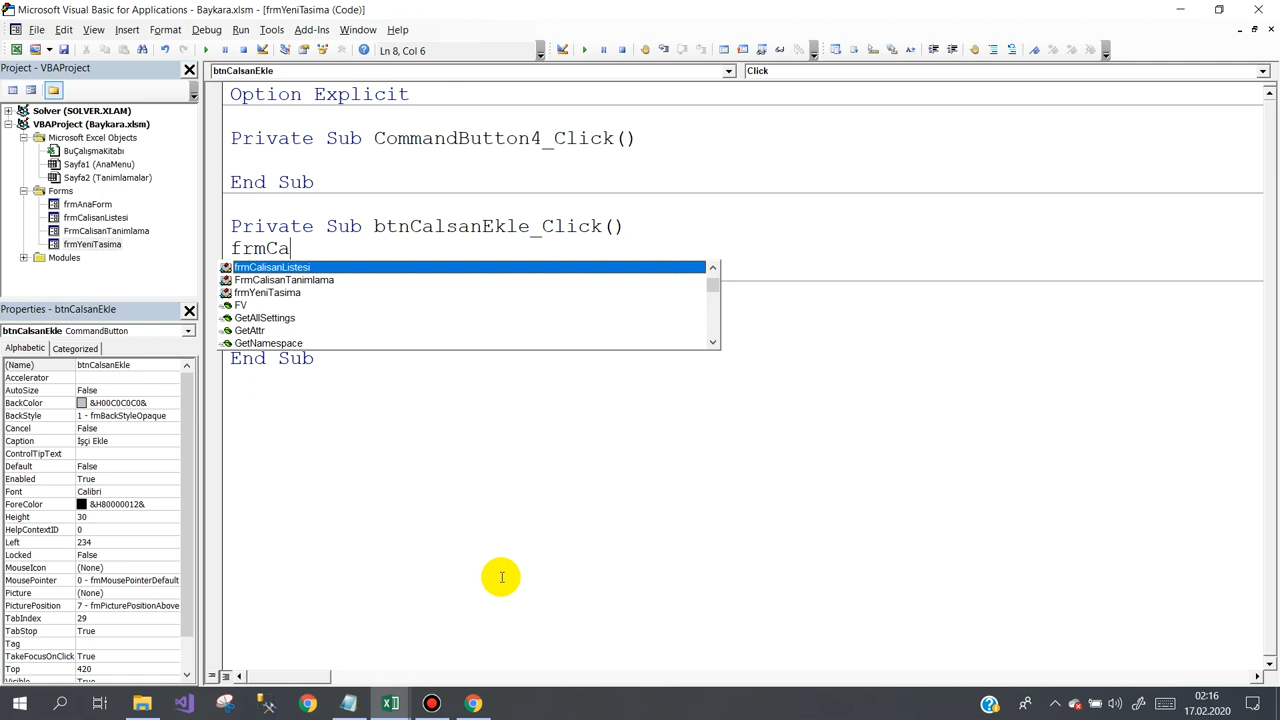 Microsoft Visual Basic for Applications - Baykara.xlsm - [frmYeniTasima (Code)]
File Edit View Insert Format Debug Run Tools Add-Ins Window Help
Ln 8, Col 6
Project - VBAProject
Solver (SOLVER.XLAM)
VBAProject (Baykara.xlsm)
Microsoft Excel Objects
BuÇalışmaKitabı
Sayfa1 (AnaMenu)
Sayfa2 (Tanimlamalar)
Forms
frmAnaForm
frmCalisanListesi
FrmCalisanTanimlama
frmYeniTasima
Modules
Properties - btnCalsanEkle
btnCalsanEkle CommandButton
Alphabetic Categorized
(Name) btnCalsanEkle
Accelerator
AutoSize False
BackColor &H00C0C0C0&
BackStyle 1 - fmBackStyleOpaque
Cancel False
Caption İşçi Ekle
ControlTipText
Default False
Enabled True
Font Calibri
ForeColor &H80000012&
Height 30
HelpContextID 0
Left 234
Locked False
MouseIcon (None)
MousePointer 0 - fmMousePointerDefault
Picture (None)
PicturePosition 7 - fmPicturePositionAbove
TabIndex 29
TabStop True
Tag
TakeFocusOnClick True
Top 420
Visible True
btnCalsanEkle Click
Option Explicit
Private Sub CommandButton4_Click()
End Sub
Private Sub btnCalsanEkle_Click()
frmCa
frmCalisanListesi
FrmCalisanTanimlama
frmYeniTasima
FV
GetAllSettings
GetAttr
GetNamespace
End Sub
02:16
17.02.2020